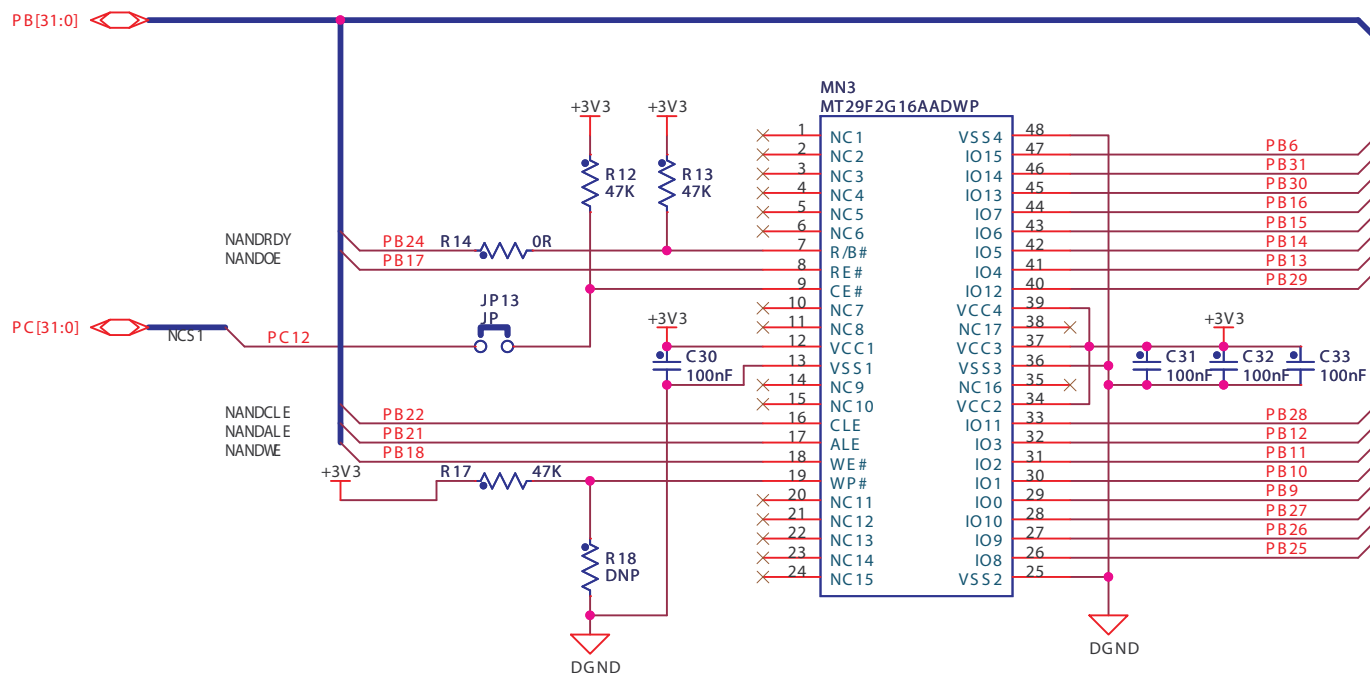 PB[31:0]
MN3
MT29F2G16AADWP
+3V3
+3V3
R12
47K
R13
47K
NANDRDY
NANDOE
PB24
R14
0R
PB17
PC[31:0]
NCS1
PC12
JP13
JP
+3V3
C30
100nF
NANDCLE
NANDALE
NANDWE
PB22
PB21
PB18
+3V3
R17
47K
R18
DNP
DGND
1 NC1
2 NC2
3 NC3
4 NC4
5 NC5
6 NC6
7 R/B#
8 RE#
9 CE#
10 NC7
11 NC8
12 VCC1
13 VSS1
14 NC9
15 NC10
16 CLE
17 ALE
18 WE#
19 WP#
20 NC11
21 NC12
22 NC13
23 NC14
24 NC15
VSS4 48
IO15 47 PB6
IO14 46 PB31
IO13 45 PB30
IO7 44 PB16
IO6 43 PB15
IO5 42 PB14
IO4 41 PB13
IO12 40 PB29
VCC4 39
NC17 38
VCC3 37
VSS3 36
NC16 35
VCC2 34
IO11 33 PB28
IO3 32 PB12
IO2 31 PB11
IO1 30 PB10
IO0 29 PB9
IO10 28 PB27
IO9 27 PB26
IO8 26 PB25
VSS2 25
+3V3
C31
100nF
C32
100nF
C33
100nF
DGND